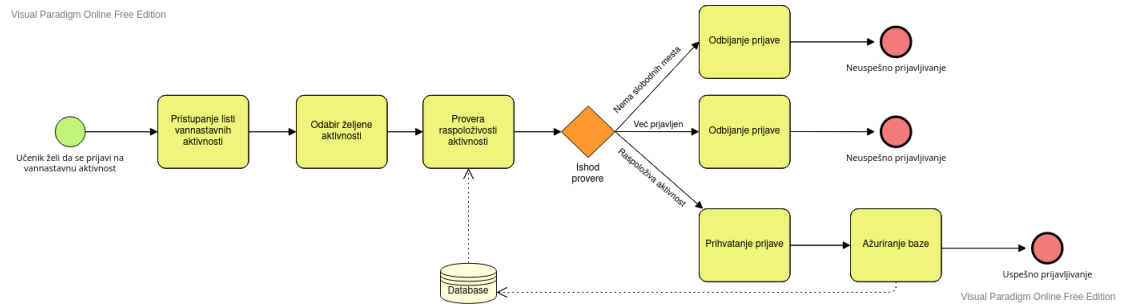 Visual Paradigm Online Free Edition
Učenik želi da se prijavi na
vannastavnu aktivnost
Pristupanje listi
vannastavnih
aktivnosti
Odabir željene
aktivnosti
Provera
raspoloživosti
aktivnosti
Ishod
provere
Nema slobodnih mesta
Već prjavljen
Raspoloživa aktivnost
Odbijanje prijave
Neuspešno prijavljivanje
Odbijanje prijave
Neuspešno prijavljivanje
Prihvatanje prijave
Ažuriranje baze
Uspešno prijavljivanje
Database
Visual Paradigm Online Free Edition